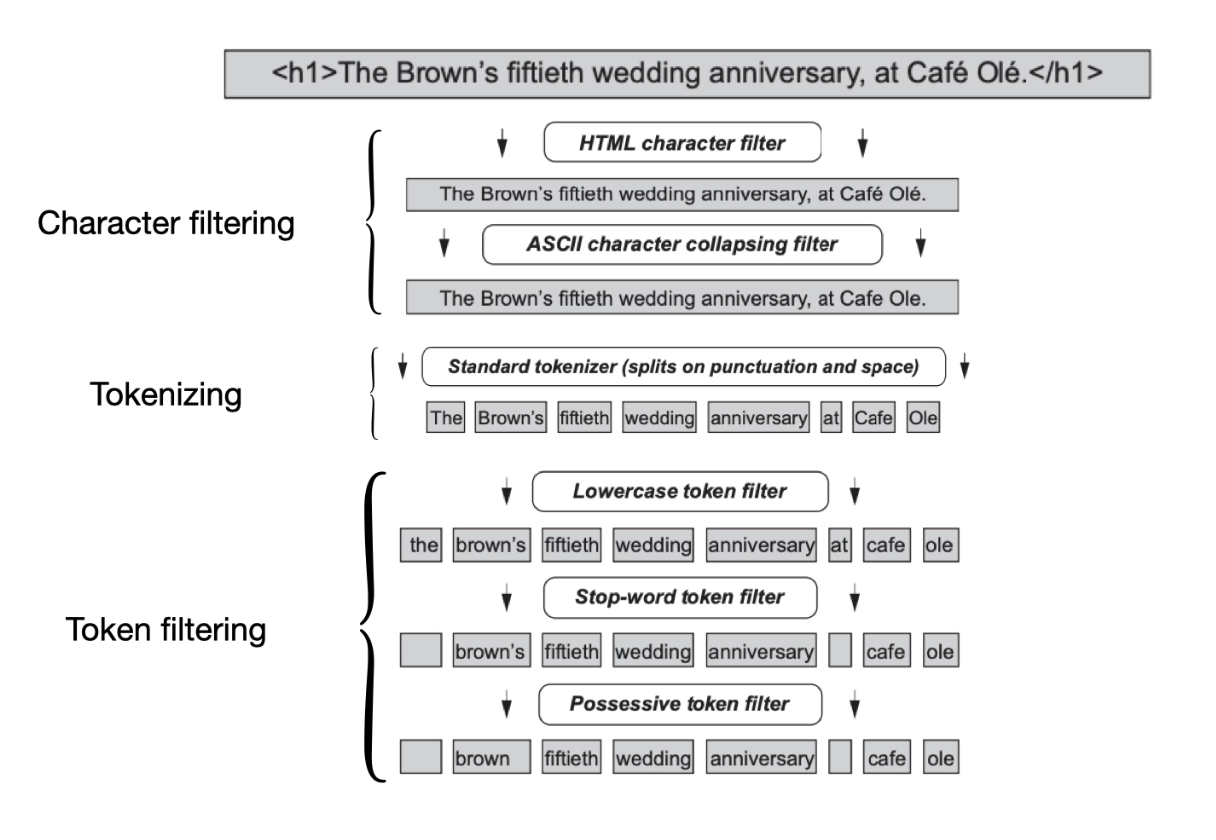 <h1>The Brown’s fiftieth wedding anniversary, at Café Olé.</h1>
HTML character filter
The Brown’s fiftieth wedding anniversary, at Café Olé.
Character filtering
ASCII character collapsing filter
The Brown’s fiftieth wedding anniversary, at Cafe Ole.
Standard tokenizer (splits on punctuation and space)
Tokenizing
The Brown’s fiftieth wedding anniversary at Cafe Ole
Lowercase token filter
the brown’s fiftieth wedding anniversary at cafe ole
Stop-word token filter
Token filtering
brown’s fiftieth wedding anniversary cafe ole
Possessive token filter
brown fiftieth wedding anniversary cafe ole